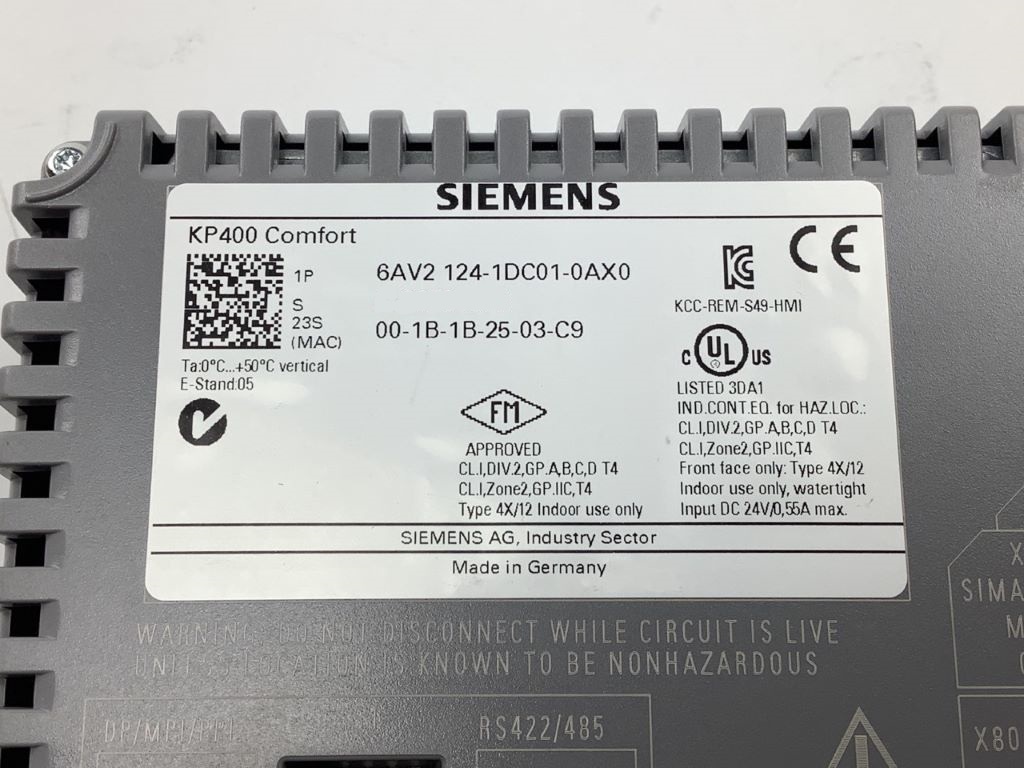 SIEMENS
KP400 Comfort
1P 6AV2 124-1DC01-0AX0
S
23S
(MAC) 00-1B-1B-25-03-C9
Ta:0°C...+50°C vertical
E-Stand:05
FM
APPROVED
CL.I,DIV.2,GP.A,B,C,D T4
CL.I,Zone2,GP.IIC,T4
Type 4X/12 Indoor use only
CE
KCC-REM-S49-HMI
C UL US
LISTED 3DA1
IND.CONT.EQ. for HAZ.LOC.:
CL.I,DIV.2,GP.A,B,C,D T4
CL.I,Zone2,GP.IIC,T4
Front face only: Type 4X/12
Indoor use only, watertight
Input DC 24V/0,55A max.
SIEMENS AG, Industry Sector
Made in Germany
WARNING: DO NOT DISCONNECT WHILE CIRCUIT IS LIVE
UNLESS LOCATION IS KNOWN TO BE NONHAZARDOUS
DP/MPI/PPI
RS422/485
X80